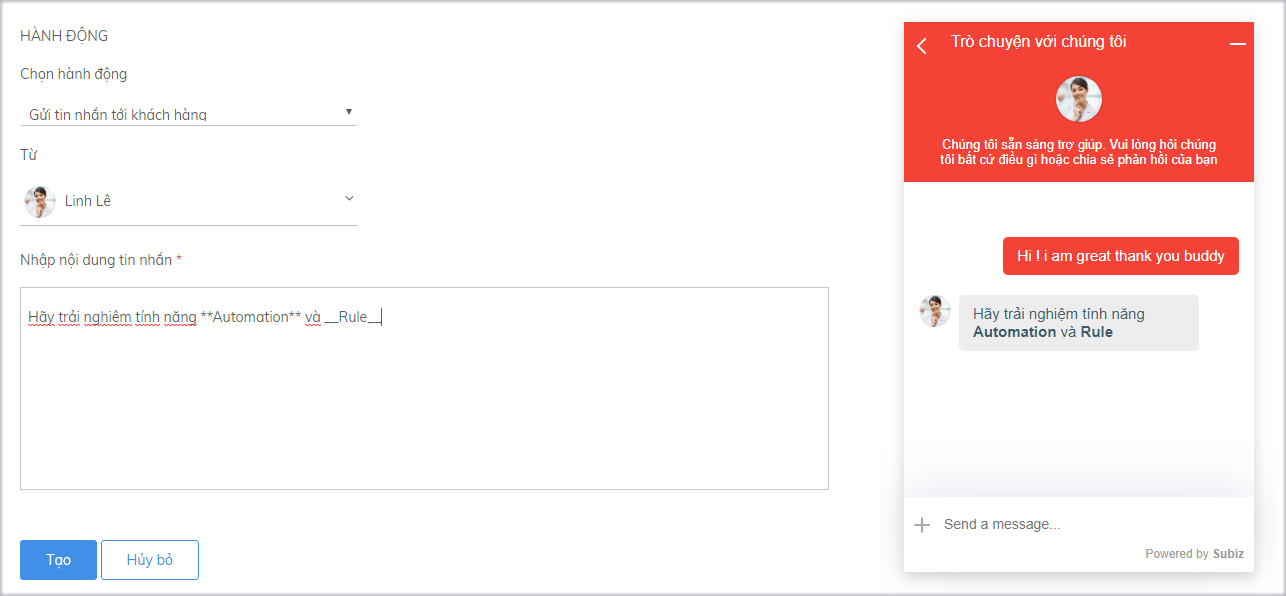 HÀNH ĐỘNG
Chọn hành động
Gửi tin nhắn tới khách hàng
Từ
Linh Lê
Nhập nội dung tin nhắn *
Hãy trải nghiêm tính năng **Automation** và __Rule__
Tạo
Hủy bỏ
Trò chuyện với chúng tôi
Chúng tôi sẵn sàng trợ giúp. Vui lòng hỏi chúng
tôi bất cứ điều gì hoặc chia sẻ phản hồi của bạn
Hi ! i am great thank you buddy
Hãy trải nghiệm tính năng
Automation và Rule
Send a message...
Powered by Subiz